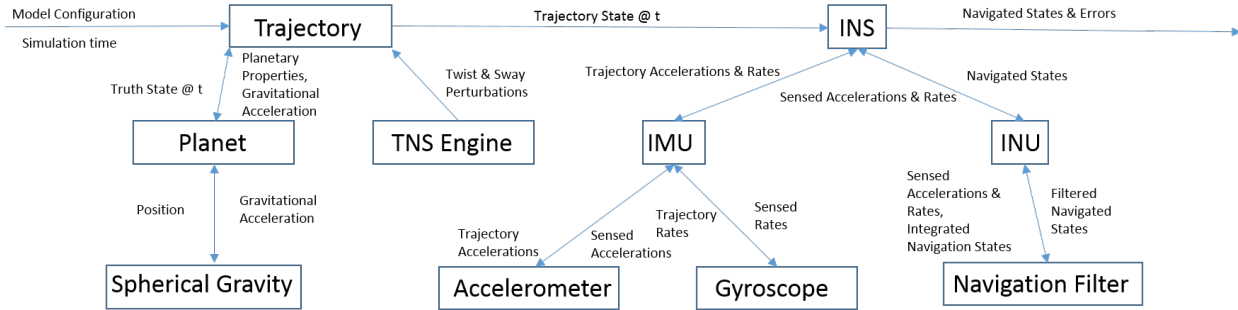 Model Configuration
Simulation time
Trajectory
Trajectory State @ t
INS
Navigated States & Errors
Truth State @ t
Planetary
Properties,
Gravitational
Acceleration
Twist & Sway
Perturbations
Trajectory Accelerations & Rates
Sensed Accelerations & Rates
Navigated States
Planet
TNS Engine
IMU
INU
Position
Gravitational
Acceleration
Trajectory
Accelerations
Sensed
Accelerations
Trajectory
Rates
Sensed
Rates
Sensed
Accelerations &
Rates,
Integrated
Navigation States
Filtered
Navigated
States
Spherical Gravity
Accelerometer
Gyroscope
Navigation Filter